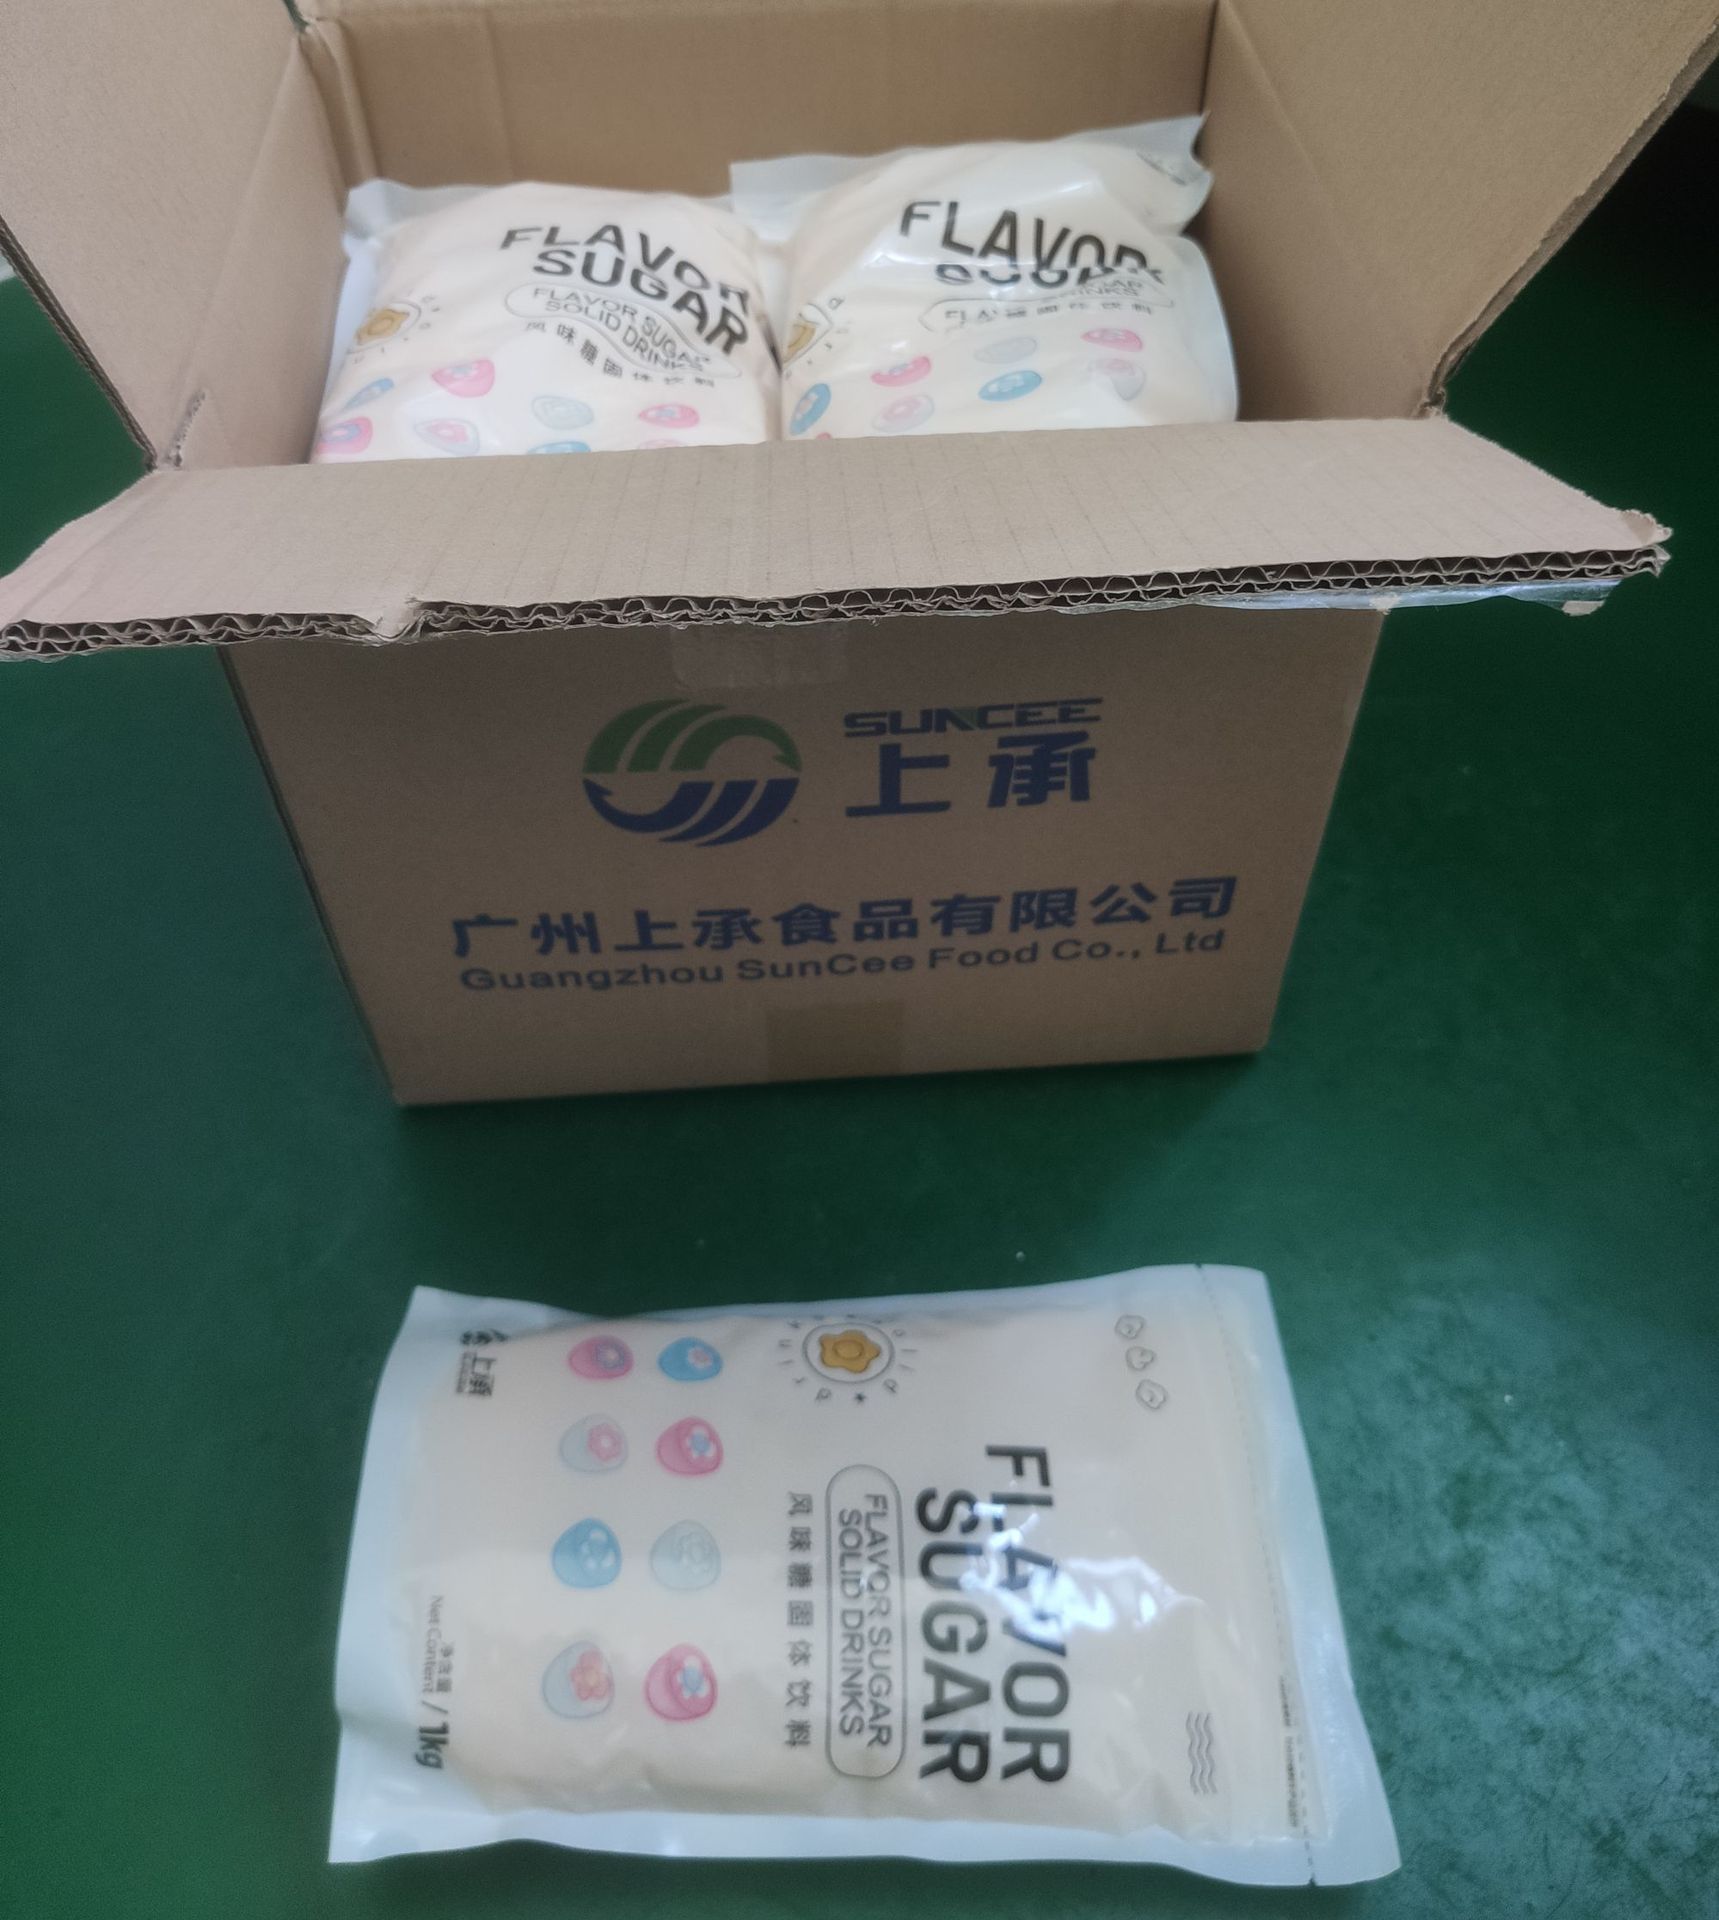 FLAVOR
SUGAR
FLAVOR SUGAR
SOLID DRINKS
风味糖固体饮料
FLAVOR
SUGAR
SUNCEE
上承
广州上承食品有限公司
Guangzhou SunCee Food Co., Ltd
FLAVOR
SUGAR
FLAVOR SUGAR
SOLID DRINKS
风味糖固体饮料
上承
净含量
Net Content / 1kg